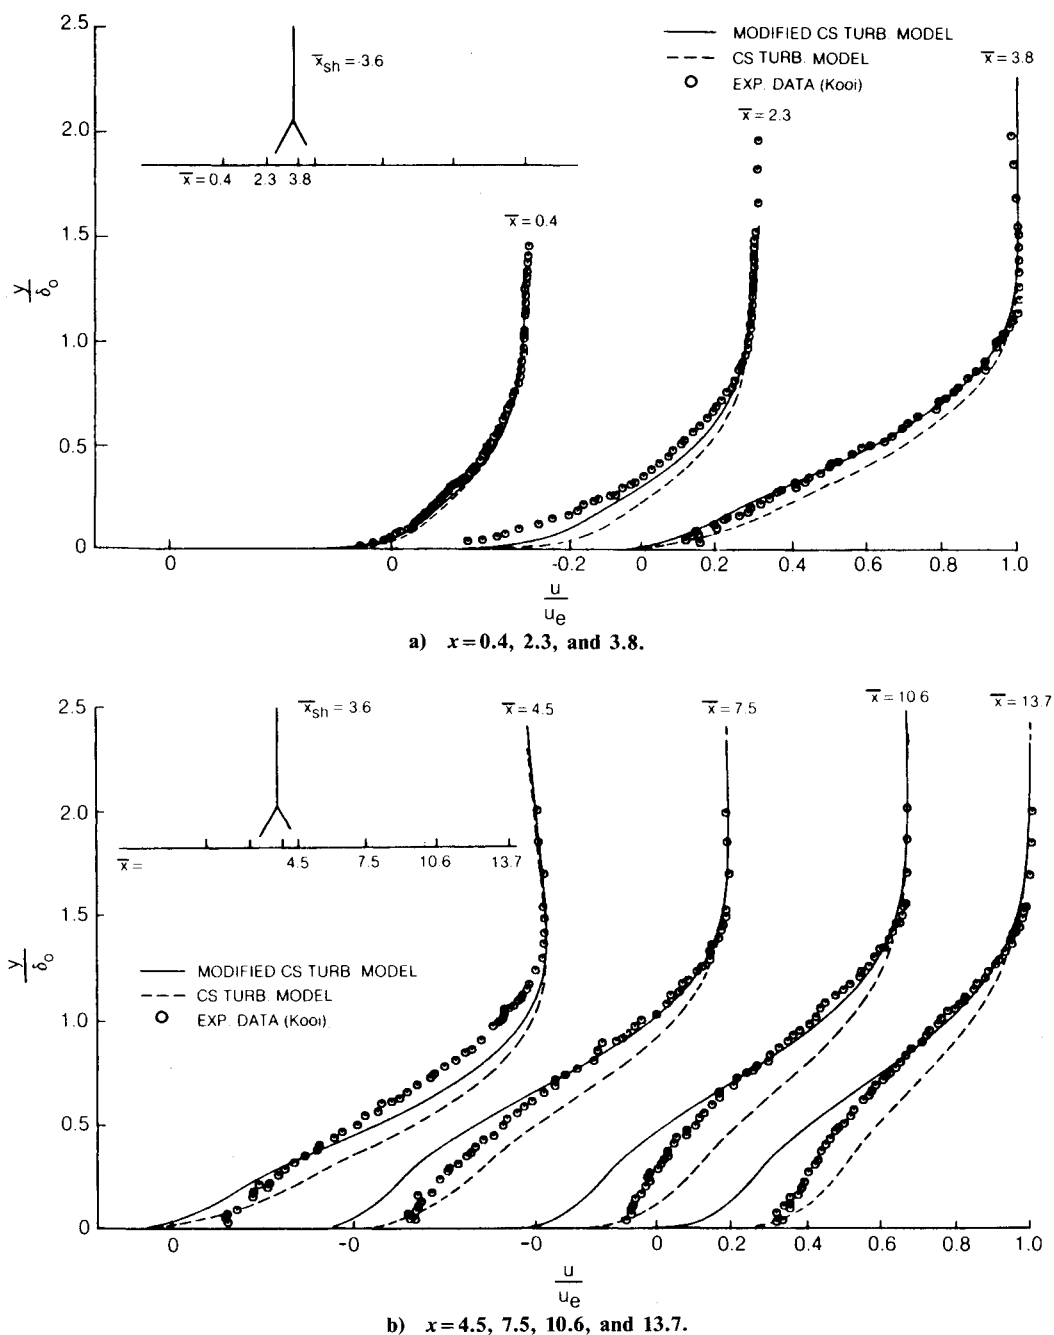 2.5
2.0
1.5
1.0
0.5
0
y
δo
x̄sh = 3.6
x̄ = 0.4 2.3 3.8
MODIFIED CS TURB. MODEL
CS TURB. MODEL
EXP. DATA (Kooi)
x̄ = 0.4
x̄ = 2.3
x̄ = 3.8
0 0 -0.2 0 0.2 0.4 0.6 0.8 1.0
u
ue
a) x=0.4, 2.3, and 3.8.
2.5
2.0
1.5
1.0
0.5
0
y
δo
x̄sh = 3.6
x̄ = 4.5 7.5 10.6 13.7
MODIFIED CS TURB. MODEL
CS TURB. MODEL
EXP. DATA (Kooi)
x̄ = 4.5
x̄ = 7.5
x̄ = 10.6
x̄ = 13.7
0 -0 -0 0 0.2 0.4 0.6 0.8 1.0
u
ue
b) x=4.5, 7.5, 10.6, and 13.7.